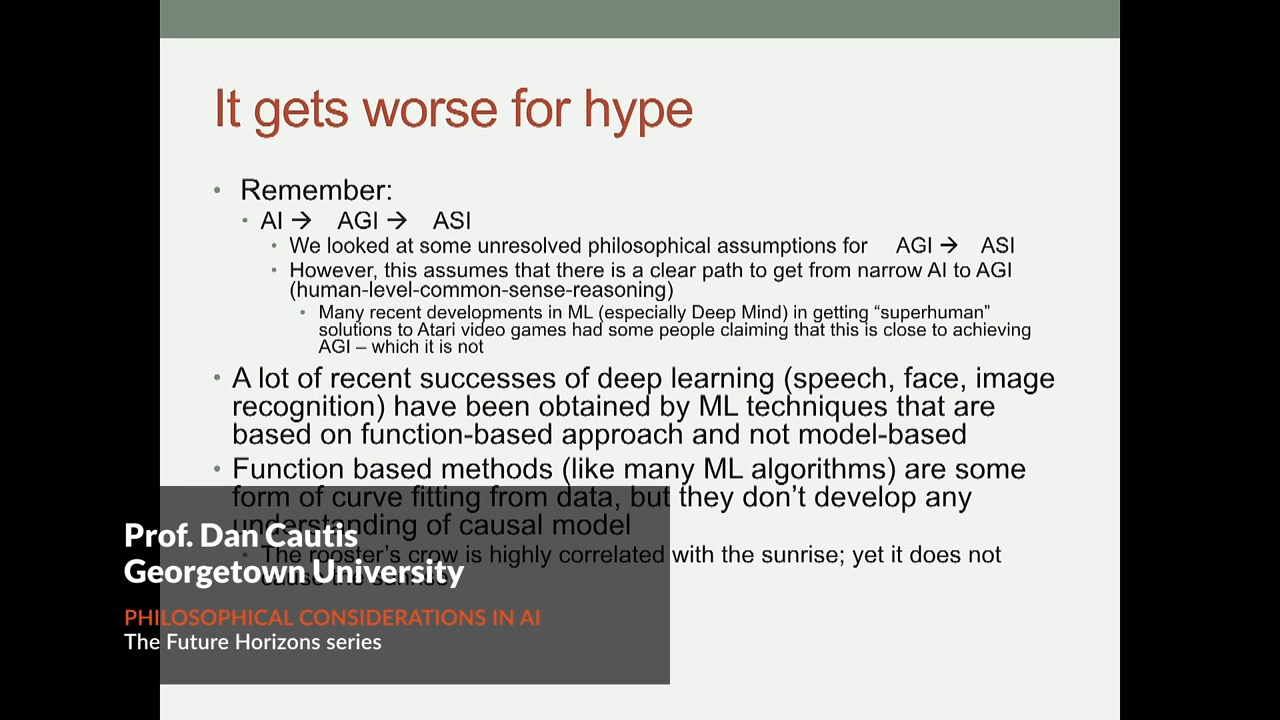 It gets worse for hype
• Remember:
• AI → AGI → ASI
• We looked at some unresolved philosophical assumptions for AGI → ASI
• However, this assumes that there is a clear path to get from narrow AI to AGI
(human-level-common-sense-reasoning)
• Many recent developments in ML (especially Deep Mind) in getting “superhuman”
solutions to Atari video games had some people claiming that this is close to achieving
AGI – which it is not
• A lot of recent successes of deep learning (speech, face, image
recognition) have been obtained by ML techniques that are
based on function-based approach and not model-based
• Function based methods (like many ML algorithms) are some
form of curve fitting from data, but they don’t develop any
understanding of causal model
• The rooster’s crow is highly correlated with the sunrise; yet it does not
cause the sunrise
Prof. Dan Cautis
Georgetown University
PHILOSOPHICAL CONSIDERATIONS IN AI
The Future Horizons series